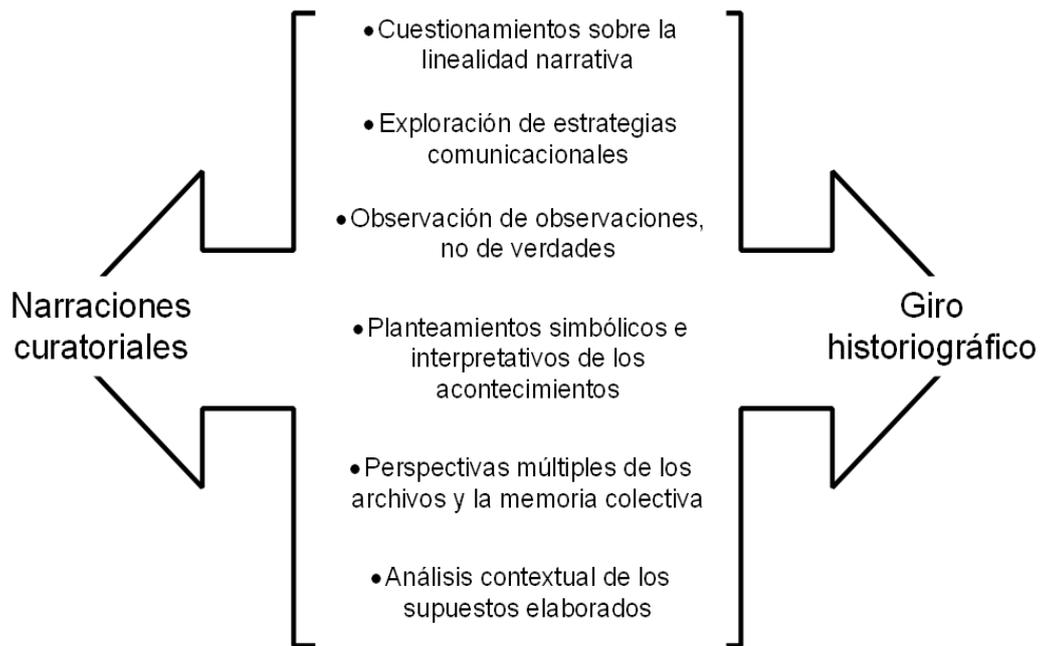 • Cuestionamientos sobre la
linealidad narrativa
• Exploración de estrategias
comunicacionales
• Observación de observaciones,
no de verdades
Narraciones
curatoriales
• Planteamientos simbólicos e
interpretativos de los
acontecimientos
Giro
historiográfico
• Perspectivas múltiples de los
archivos y la memoria colectiva
• Análisis contextual de los
supuestos elaborados